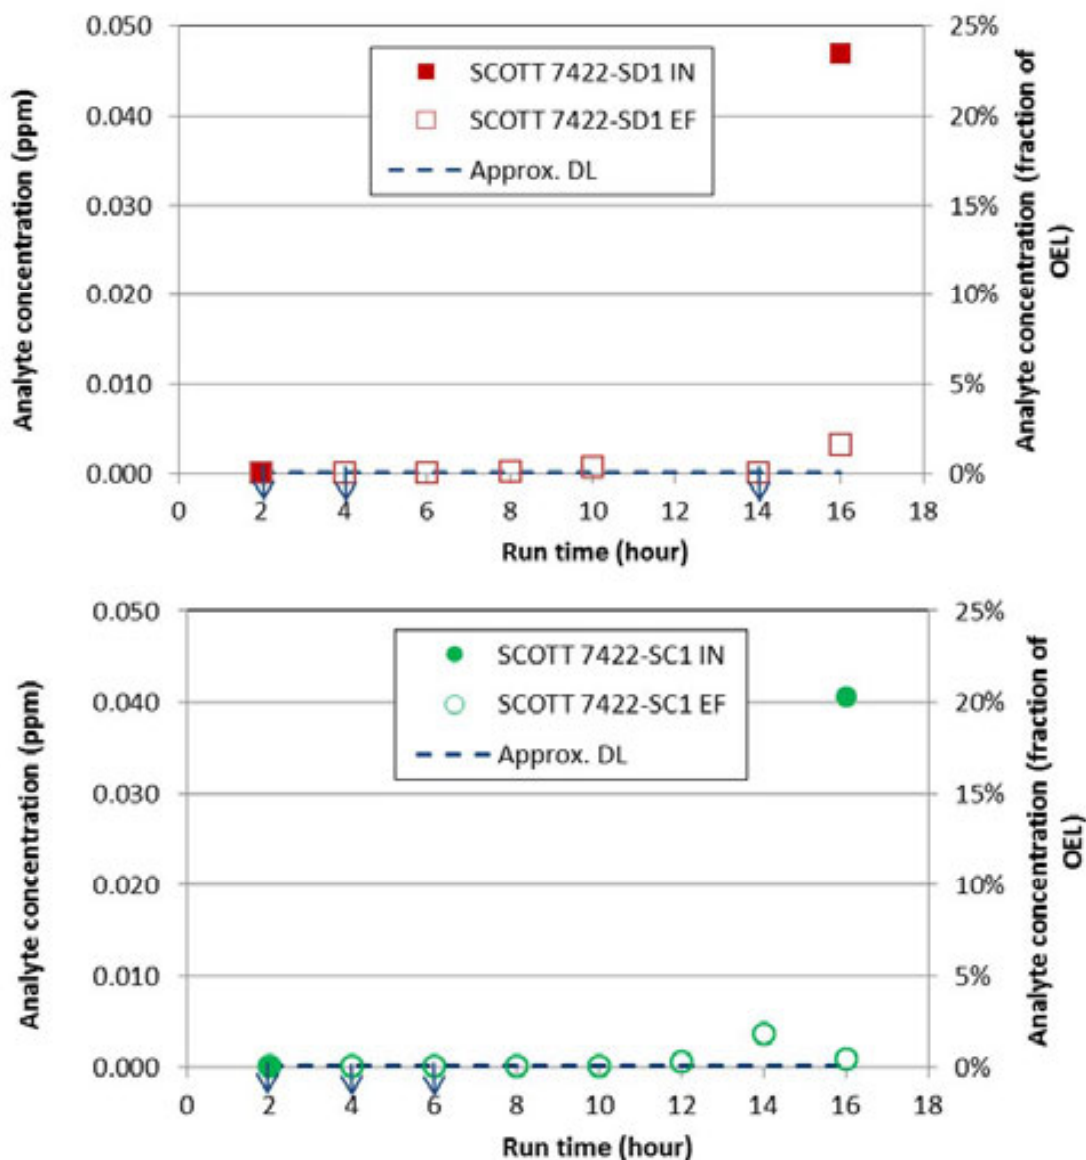 0.050
0.040
0.030
0.020
0.010
0.000
Analyte concentration (ppm)
SCOTT 7422-SD1 IN
SCOTT 7422-SD1 EF
Approx. DL
25%
20%
15%
10%
5%
0%
Analyte concentration (fraction of
OEL)
0 2 4 6 8 10 12 14 16 18
Run time (hour)
0.050
0.040
0.030
0.020
0.010
0.000
Analyte concentration (ppm)
SCOTT 7422-SC1 IN
SCOTT 7422-SC1 EF
Approx. DL
25%
20%
15%
10%
5%
0%
Analyte concentration (fraction of
OEL)
0 2 4 6 8 10 12 14 16 18
Run time (hour)